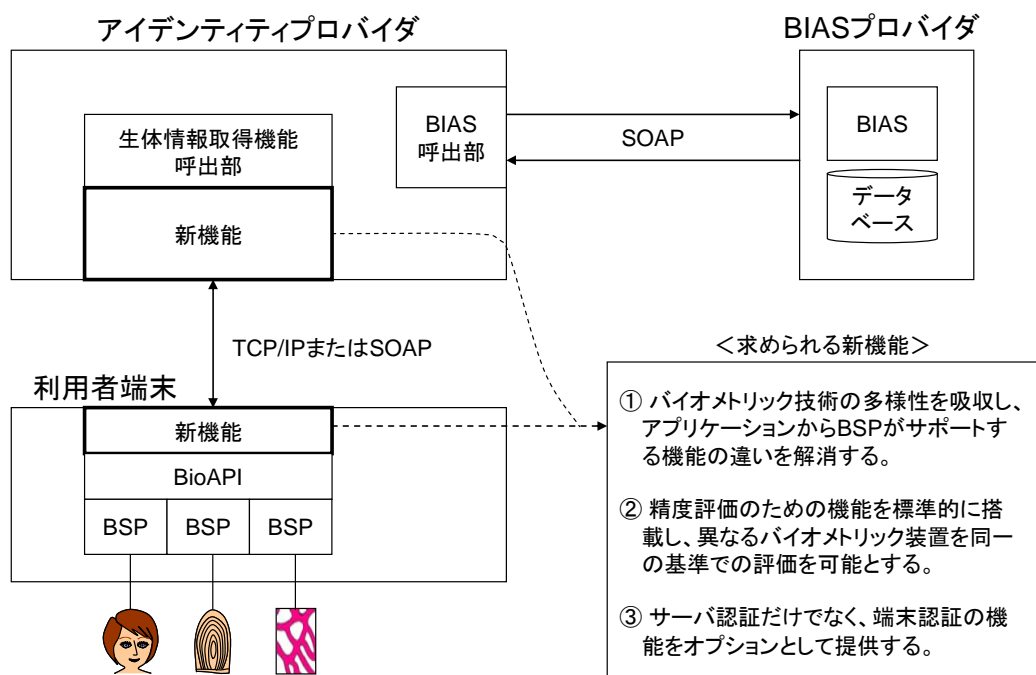 アイデンティティプロバイダ
BIASプロバイダ
生体情報取得機能
呼出部
新機能
BIAS
呼出部
SOAP
BIAS
データ
ベース
TCP/IPまたはSOAP
利用者端末
新機能
BioAPI
BSP
BSP
BSP
＜求められる新機能＞
① バイオメトリック技術の多様性を吸収し、
アプリケーションからBSPがサポートす
る機能の違いを解消する。
② 精度評価のための機能を標準的に搭
載し、異なるバイオメトリック装置を同一
の基準での評価を可能とする。
③ サーバ認証だけでなく、端末認証の機
能をオプションとして提供する。